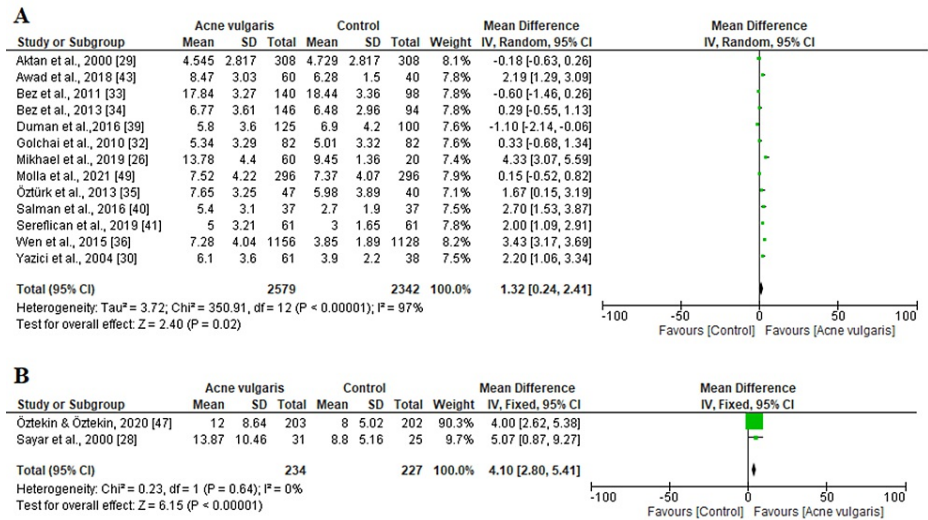 A
Acne vulgaris Control Mean Difference Mean Difference
Study or Subgroup Mean SD Total Mean SD Total Weight IV, Random, 95% CI IV, Random, 95% CI
Aktan et al., 2000 [29] 4.545 2.817 308 4.729 2.817 308 8.1% -0.18 [-0.63, 0.26]
Awad et al., 2018 [43] 8.47 3.03 60 6.28 1.5 40 7.9% 2.19 [1.29, 3.09]
Bez et al., 2011 [33] 17.84 3.27 140 18.44 3.36 98 7.9% -0.60 [-1.46, 0.26]
Bez et al., 2013 [34] 6.77 3.61 146 6.48 2.96 94 7.9% 0.29 [-0.55, 1.13]
Duman et al.,2016 [39] 5.8 3.6 125 6.9 4.2 100 7.6% -1.10 [-2.14, -0.06]
Golchai et al., 2010 [32] 5.34 3.29 82 5.01 3.32 82 7.7% 0.33 [-0.68, 1.34]
Mikhael et al., 2019 [26] 13.78 4.4 60 9.45 1.36 20 7.4% 4.33 [3.07, 5.59]
Molla et al., 2021 [49] 7.52 4.22 296 7.37 4.07 296 8.0% 0.15 [-0.52, 0.82]
Öztürk et al., 2013 [35] 7.65 3.25 47 5.98 3.89 40 7.1% 1.67 [0.15, 3.19]
Salman et al., 2016 [40] 5.4 3.1 37 2.7 1.9 37 7.5% 2.70 [1.53, 3.87]
Sereflican et al., 2019 [41] 5 3.21 61 3 1.65 61 7.8% 2.00 [1.09, 2.91]
Wen et al., 2015 [36] 7.28 4.04 1156 3.85 1.89 1128 8.2% 3.43 [3.17, 3.69]
Yazici et al., 2004 [30] 6.1 3.6 61 3.9 2.2 38 7.5% 2.20 [1.06, 3.34]
Total (95% CI) 2579 2342 100.0% 1.32 [0.24, 2.41]
Heterogeneity: Tau² = 3.72; Chi² = 350.91, df = 12 (P < 0.00001); I² = 97%
Test for overall effect: Z = 2.40 (P = 0.02)
-100 -50 0 50 100
Favours [Control] Favours [Acne vulgaris]
B
Acne vulgaris Control Mean Difference Mean Difference
Study or Subgroup Mean SD Total Mean SD Total Weight IV, Fixed, 95% CI IV, Fixed, 95% CI
Öztekin & Öztekin, 2020 [47] 12 8.64 203 8 5.02 202 90.3% 4.00 [2.62, 5.38]
Sayar et al., 2000 [28] 13.87 10.46 31 8.8 5.16 25 9.7% 5.07 [0.87, 9.27]
Total (95% CI) 234 227 100.0% 4.10 [2.80, 5.41]
Heterogeneity: Chi² = 0.23, df = 1 (P = 0.64); I² = 0%
Test for overall effect: Z = 6.15 (P < 0.00001)
-100 -50 0 50 100
Favours [Control] Favours [Acne vulgaris]